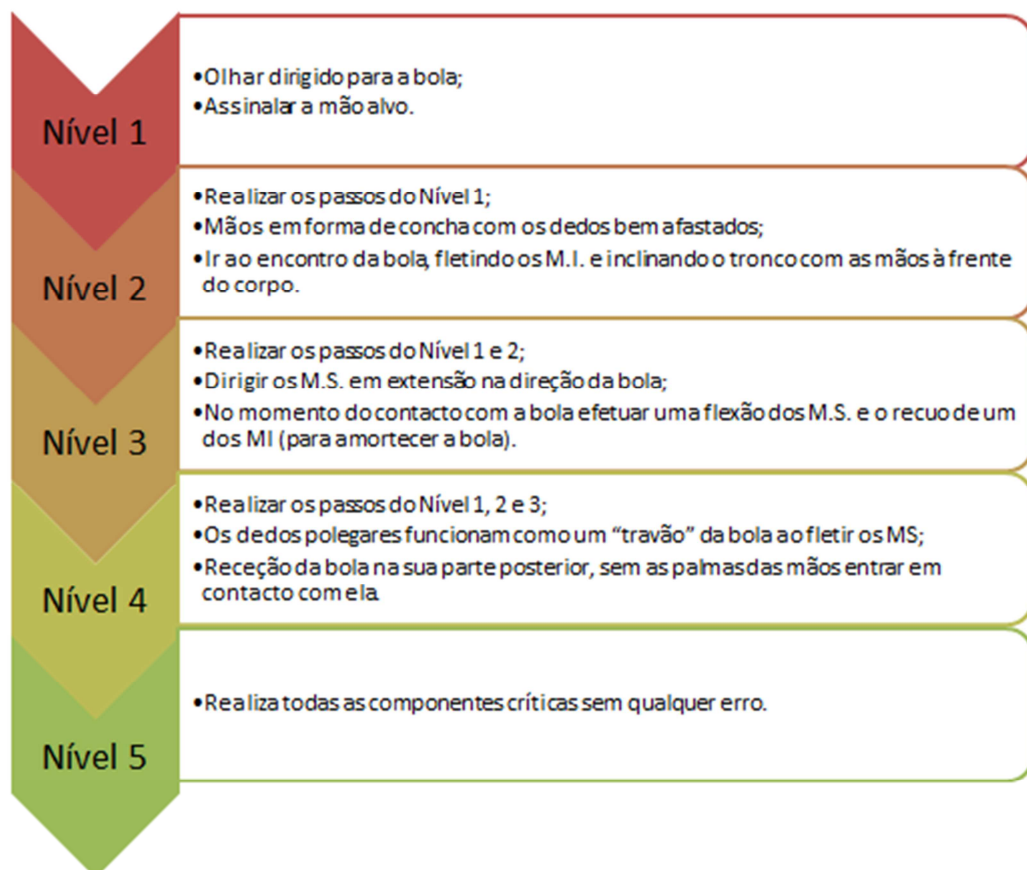 Nível 1
•Olhar dirigido para a bola;
•Assinalar a mão alvo.
Nível 2
•Realizar os passos do Nível 1;
•Mãos em forma de concha com os dedos bem afastados;
•Ir ao encontro da bola, fletindo os M.I. e inclinando o tronco com as mãos à frente
do corpo.
Nível 3
•Realizar os passos do Nível 1 e 2;
•Dirigir os M.S. em extensão na direção da bola;
•No momento do contacto com a bola efetuar uma flexão dos M.S. e o recuo de um
dos MI (para amortecer a bola).
Nível 4
•Realizar os passos do Nível 1, 2 e 3;
•Os dedos polegares funcionam como um “travão” da bola ao fletir os MS;
•Receção da bola na sua parte posterior, sem as palmas das mãos entrar em
contacto com ela.
Nível 5
•Realiza todas as componentes críticas sem qualquer erro.